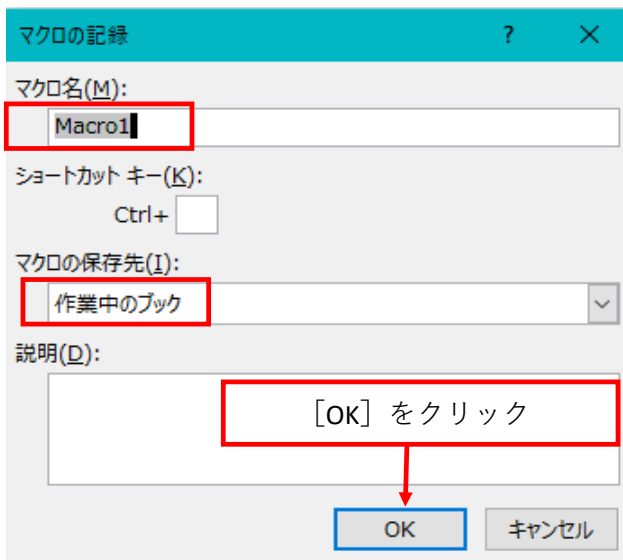 マクロの記録 ? ×
マクロ名(M):
Macro1
ショートカット キー(K):
Ctrl+
マクロの保存先(I):
作業中のブック
説明(D):
［OK］をクリック
OK キャンセル